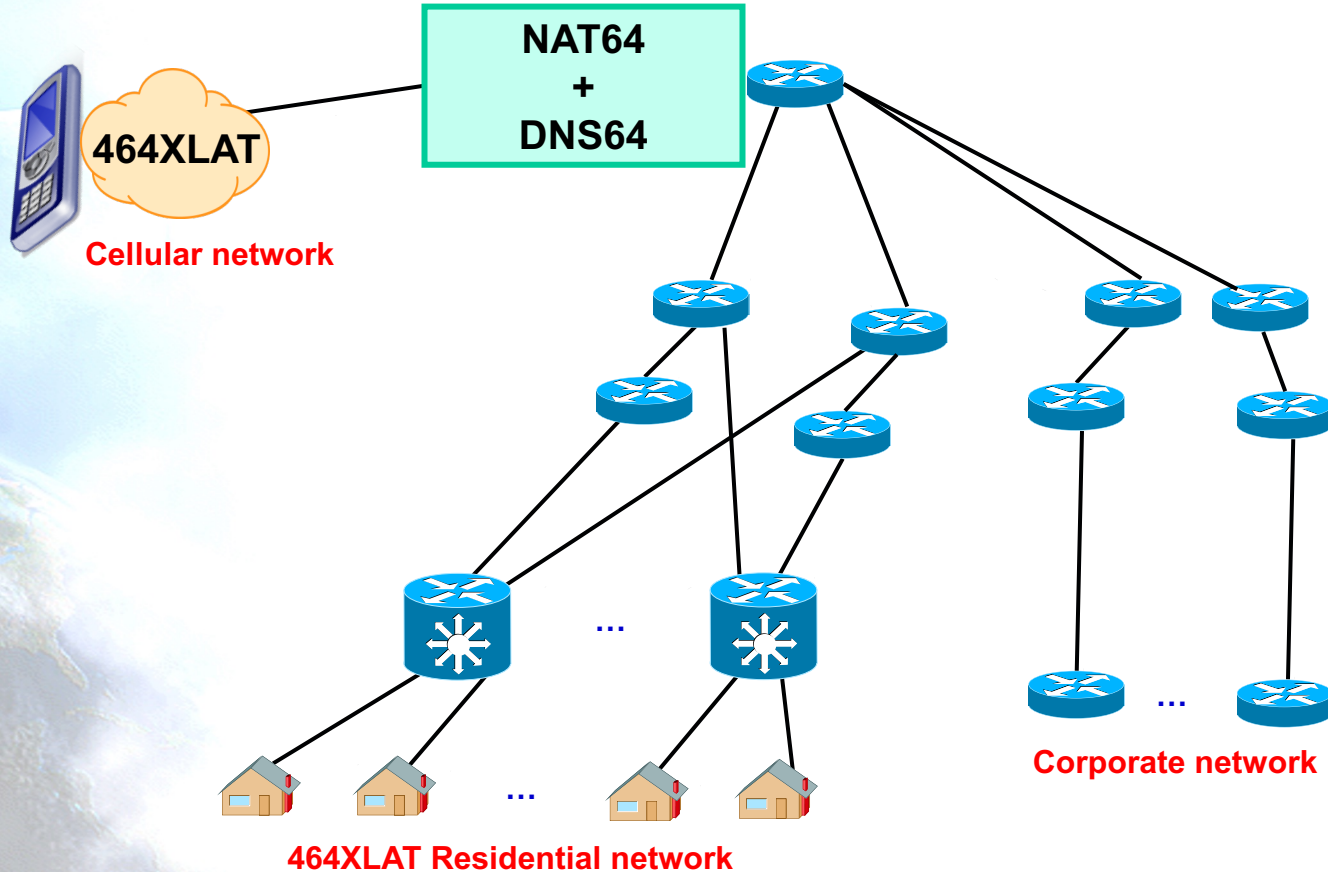 NAT64
+
DNS64
464XLAT
Cellular network
...
...
...
Corporate network
464XLAT Residential network